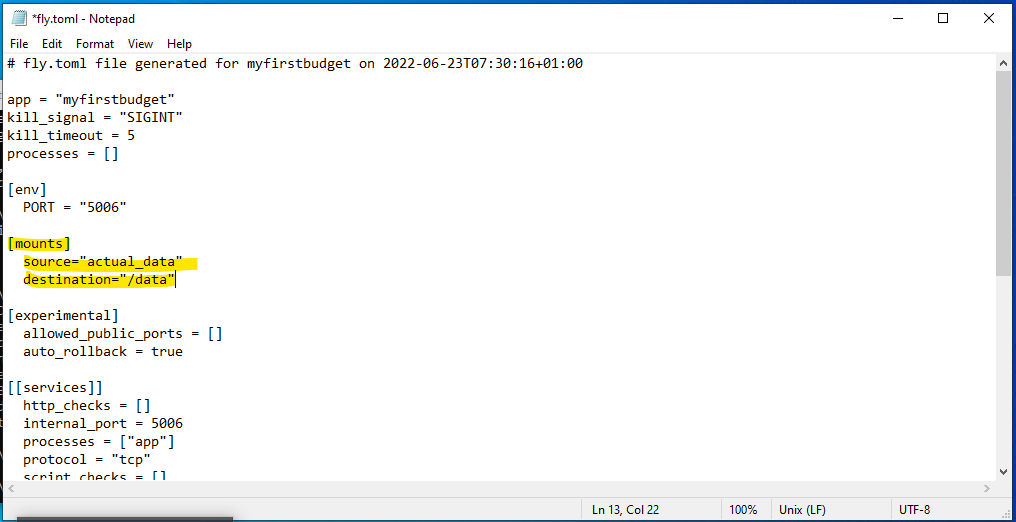 *fly.toml - Notepad
File Edit Format View Help
# fly.toml file generated for myfirstbudget on 2022-06-23T07:30:16+01:00
app = "myfirstbudget"
kill_signal = "SIGINT"
kill_timeout = 5
processes = []
[env]
  PORT = "5006"
[mounts]
  source="actual_data"
  destination="/data"
[experimental]
  allowed_public_ports = []
  auto_rollback = true
[[services]]
  http_checks = []
  internal_port = 5006
  processes = ["app"]
  protocol = "tcp"
  script_checks = []
Ln 13, Col 22 100% Unix (LF) UTF-8